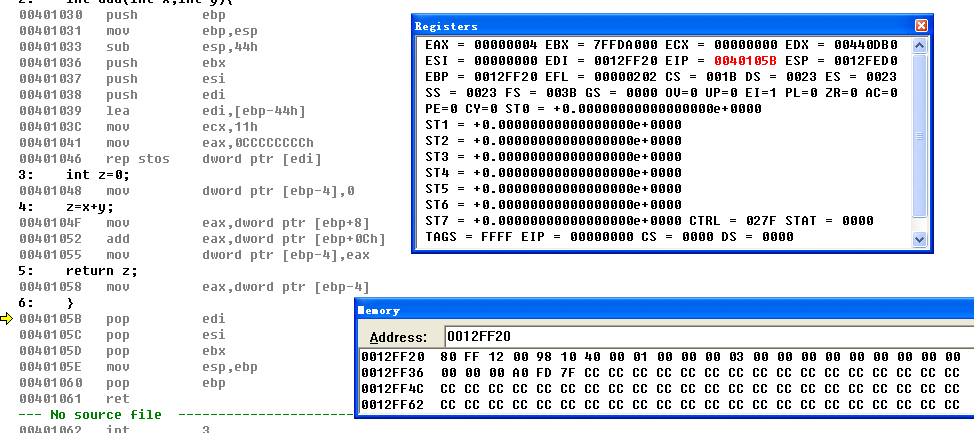 2:    int add(int x,int y){
00401030   push        ebp
00401031   mov         ebp,esp
00401033   sub         esp,44h
00401036   push        ebx
00401037   push        esi
00401038   push        edi
00401039   lea         edi,[ebp-44h]
0040103C   mov         ecx,11h
00401041   mov         eax,0CCCCCCCCh
00401046   rep stos    dword ptr [edi]
3:    int z=0;
00401048   mov         dword ptr [ebp-4],0
4:    z=x+y;
0040104F   mov         eax,dword ptr [ebp+8]
00401052   add         eax,dword ptr [ebp+0Ch]
00401055   mov         dword ptr [ebp-4],eax
5:    return z;
00401058   mov         eax,dword ptr [ebp-4]
6:    }
0040105B   pop         edi
0040105C   pop         esi
0040105D   pop         ebx
0040105E   mov         esp,ebp
00401060   pop         ebp
00401061   ret
--- No source file
00401062   int         3
Registers
EAX = 00000004 EBX = 7FFDA000 ECX = 00000000 EDX = 00440DB0
ESI = 00000000 EDI = 0012FF20 EIP = 0040105B ESP = 0012FED0
EBP = 0012FF20 EFL = 00000202 CS = 001B DS = 0023 ES = 0023
SS = 0023 FS = 003B GS = 0000 OV=0 UP=0 EI=1 PL=0 ZR=0 AC=0
PE=0 CY=0 ST0 = +0.00000000000000000e+0000
ST1 = +0.00000000000000000e+0000
ST2 = +0.00000000000000000e+0000
ST3 = +0.00000000000000000e+0000
ST4 = +0.00000000000000000e+0000
ST5 = +0.00000000000000000e+0000
ST6 = +0.00000000000000000e+0000
ST7 = +0.00000000000000000e+0000 CTRL = 027F STAT = 0000
TAGS = FFFF EIP = 00000000 CS = 0000 DS = 0000
Memory
Address: 0012FF20
0012FF20  80 FF 12 00 98 10 40 00 01 00 00 00 03 00 00 00 00 00 00 00 00 00
0012FF36  00 00 00 A0 FD 7F CC CC CC CC CC CC CC CC CC CC CC CC CC CC CC CC
0012FF4C  CC CC CC CC CC CC CC CC CC CC CC CC CC CC CC CC CC CC CC CC CC CC
0012FF62  CC CC CC CC CC CC CC CC CC CC CC CC CC CC CC CC CC CC CC CC CC CC